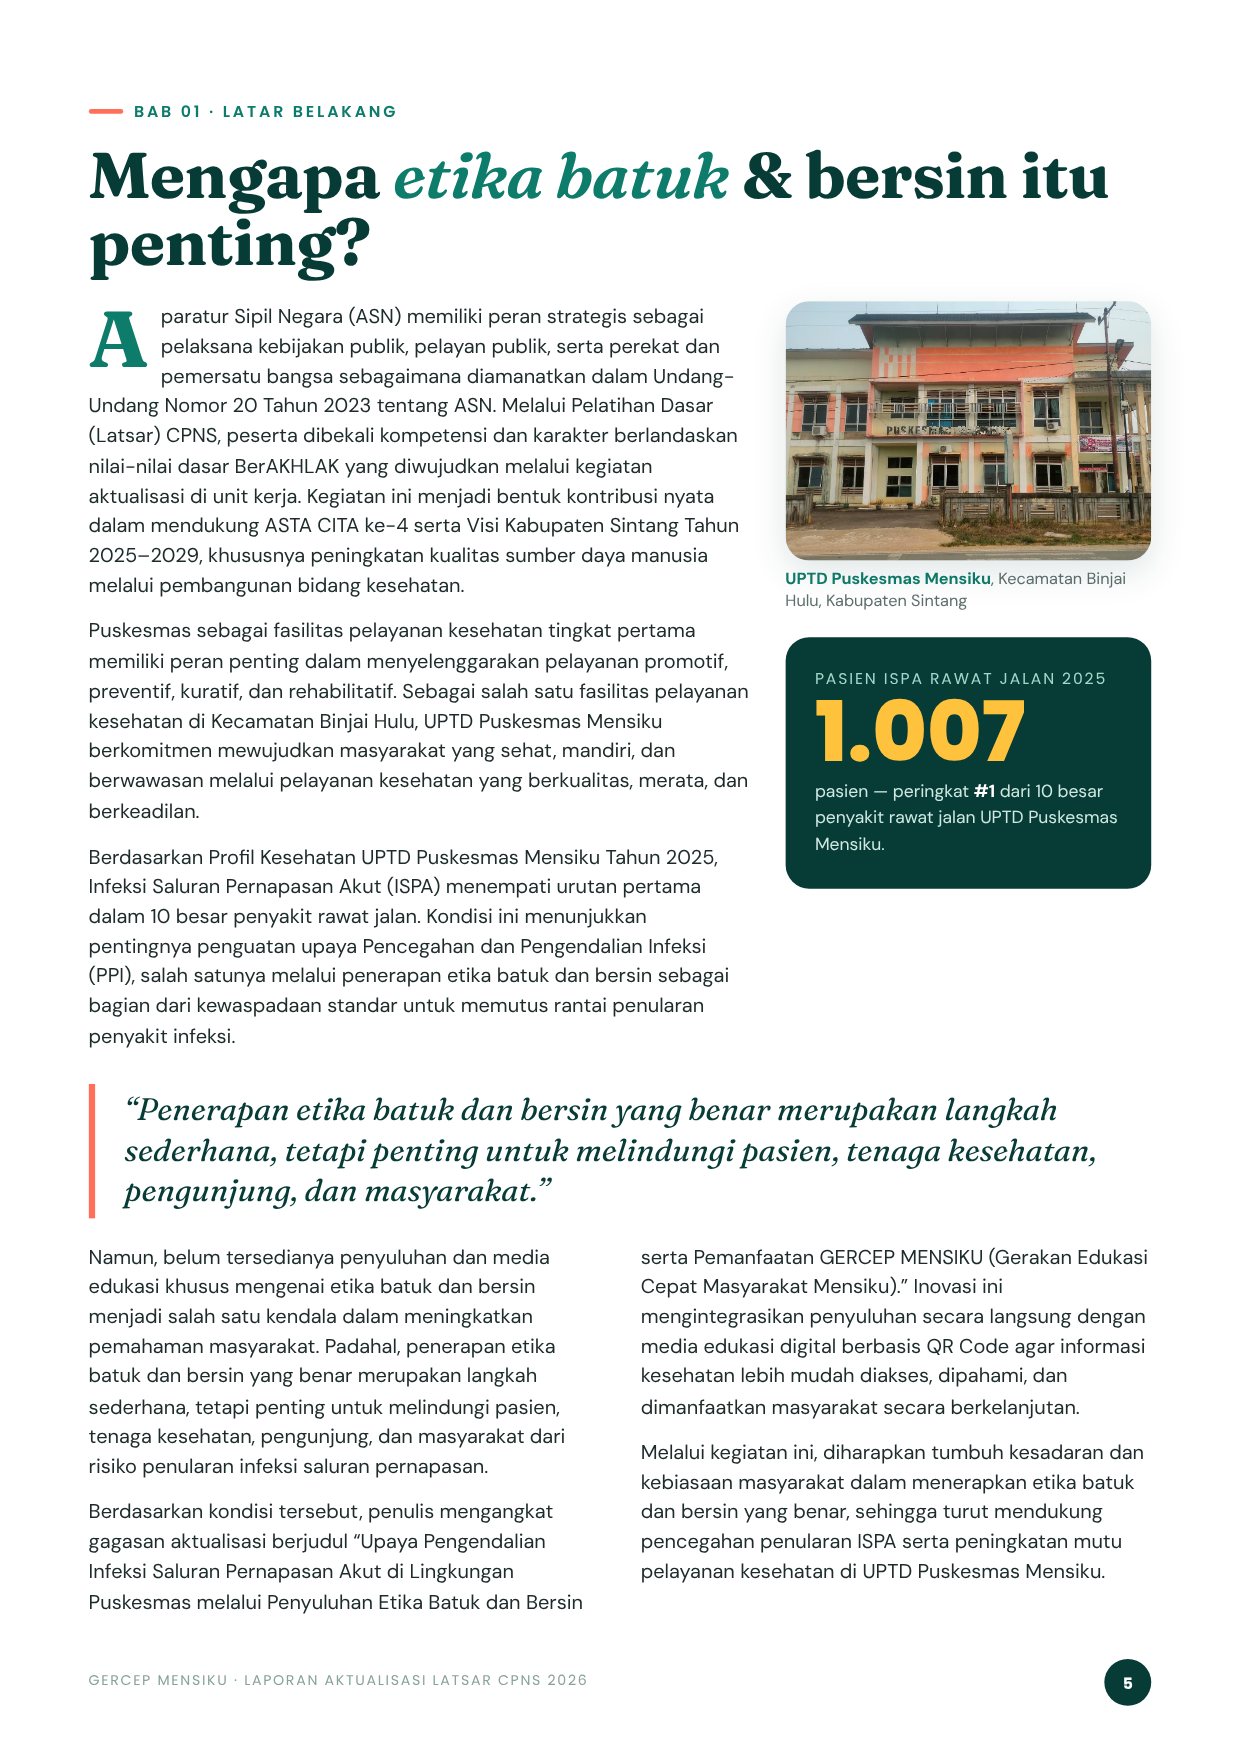 BAB 01 · LATAR BELAKANG
Mengapa etika batuk & bersin itu
penting?
Aparatur Sipil Negara (ASN) memiliki peran strategis sebagai
pelaksana kebijakan publik, pelayan publik, serta perekat dan
pemersatu bangsa sebagaimana diamanatkan dalam Undang-
Undang Nomor 20 Tahun 2023 tentang ASN. Melalui Pelatihan Dasar
(Latsar) CPNS, peserta dibekali kompetensi dan karakter berlandaskan
nilai-nilai dasar BerAKHLAK yang diwujudkan melalui kegiatan
aktualisasi di unit kerja. Kegiatan ini menjadi bentuk kontribusi nyata
dalam mendukung ASTA CITA ke-4 serta Visi Kabupaten Sintang Tahun
2025–2029, khususnya peningkatan kualitas sumber daya manusia
melalui pembangunan bidang kesehatan.
Puskesmas sebagai fasilitas pelayanan kesehatan tingkat pertama
memiliki peran penting dalam menyelenggarakan pelayanan promotif,
preventif, kuratif, dan rehabilitatif. Sebagai salah satu fasilitas pelayanan
kesehatan di Kecamatan Binjai Hulu, UPTD Puskesmas Mensiku
berkomitmen mewujudkan masyarakat yang sehat, mandiri, dan
berwawasan melalui pelayanan kesehatan yang berkualitas, merata, dan
berkeadilan.
Berdasarkan Profil Kesehatan UPTD Puskesmas Mensiku Tahun 2025,
Infeksi Saluran Pernapasan Akut (ISPA) menempati urutan pertama
dalam 10 besar penyakit rawat jalan. Kondisi ini menunjukkan
pentingnya penguatan upaya Pencegahan dan Pengendalian Infeksi
(PPI), salah satunya melalui penerapan etika batuk dan bersin sebagai
bagian dari kewaspadaan standar untuk memutus rantai penularan
penyakit infeksi.
UPTD Puskesmas Mensiku, Kecamatan Binjai
Hulu, Kabupaten Sintang
PASIEN ISPA RAWAT JALAN 2025
1.007
pasien — peringkat #1 dari 10 besar
penyakit rawat jalan UPTD Puskesmas
Mensiku.
“Penerapan etika batuk dan bersin yang benar merupakan langkah
sederhana, tetapi penting untuk melindungi pasien, tenaga kesehatan,
pengunjung, dan masyarakat.”
Namun, belum tersedianya penyuluhan dan media
edukasi khusus mengenai etika batuk dan bersin
menjadi salah satu kendala dalam meningkatkan
pemahaman masyarakat. Padahal, penerapan etika
batuk dan bersin yang benar merupakan langkah
sederhana, tetapi penting untuk melindungi pasien,
tenaga kesehatan, pengunjung, dan masyarakat dari
risiko penularan infeksi saluran pernapasan.
Berdasarkan kondisi tersebut, penulis mengangkat
gagasan aktualisasi berjudul “Upaya Pengendalian
Infeksi Saluran Pernapasan Akut di Lingkungan
Puskesmas melalui Penyuluhan Etika Batuk dan Bersin
serta Pemanfaatan GERCEP MENSIKU (Gerakan Edukasi
Cepat Masyarakat Mensiku).” Inovasi ini
mengintegrasikan penyuluhan secara langsung dengan
media edukasi digital berbasis QR Code agar informasi
kesehatan lebih mudah diakses, dipahami, dan
dimanfaatkan masyarakat secara berkelanjutan.
Melalui kegiatan ini, diharapkan tumbuh kesadaran dan
kebiasaan masyarakat dalam menerapkan etika batuk
dan bersin yang benar, sehingga turut mendukung
pencegahan penularan ISPA serta peningkatan mutu
pelayanan kesehatan di UPTD Puskesmas Mensiku.
GERCEP MENSIKU · LAPORAN AKTUALISASI LATSAR CPNS 2026
5